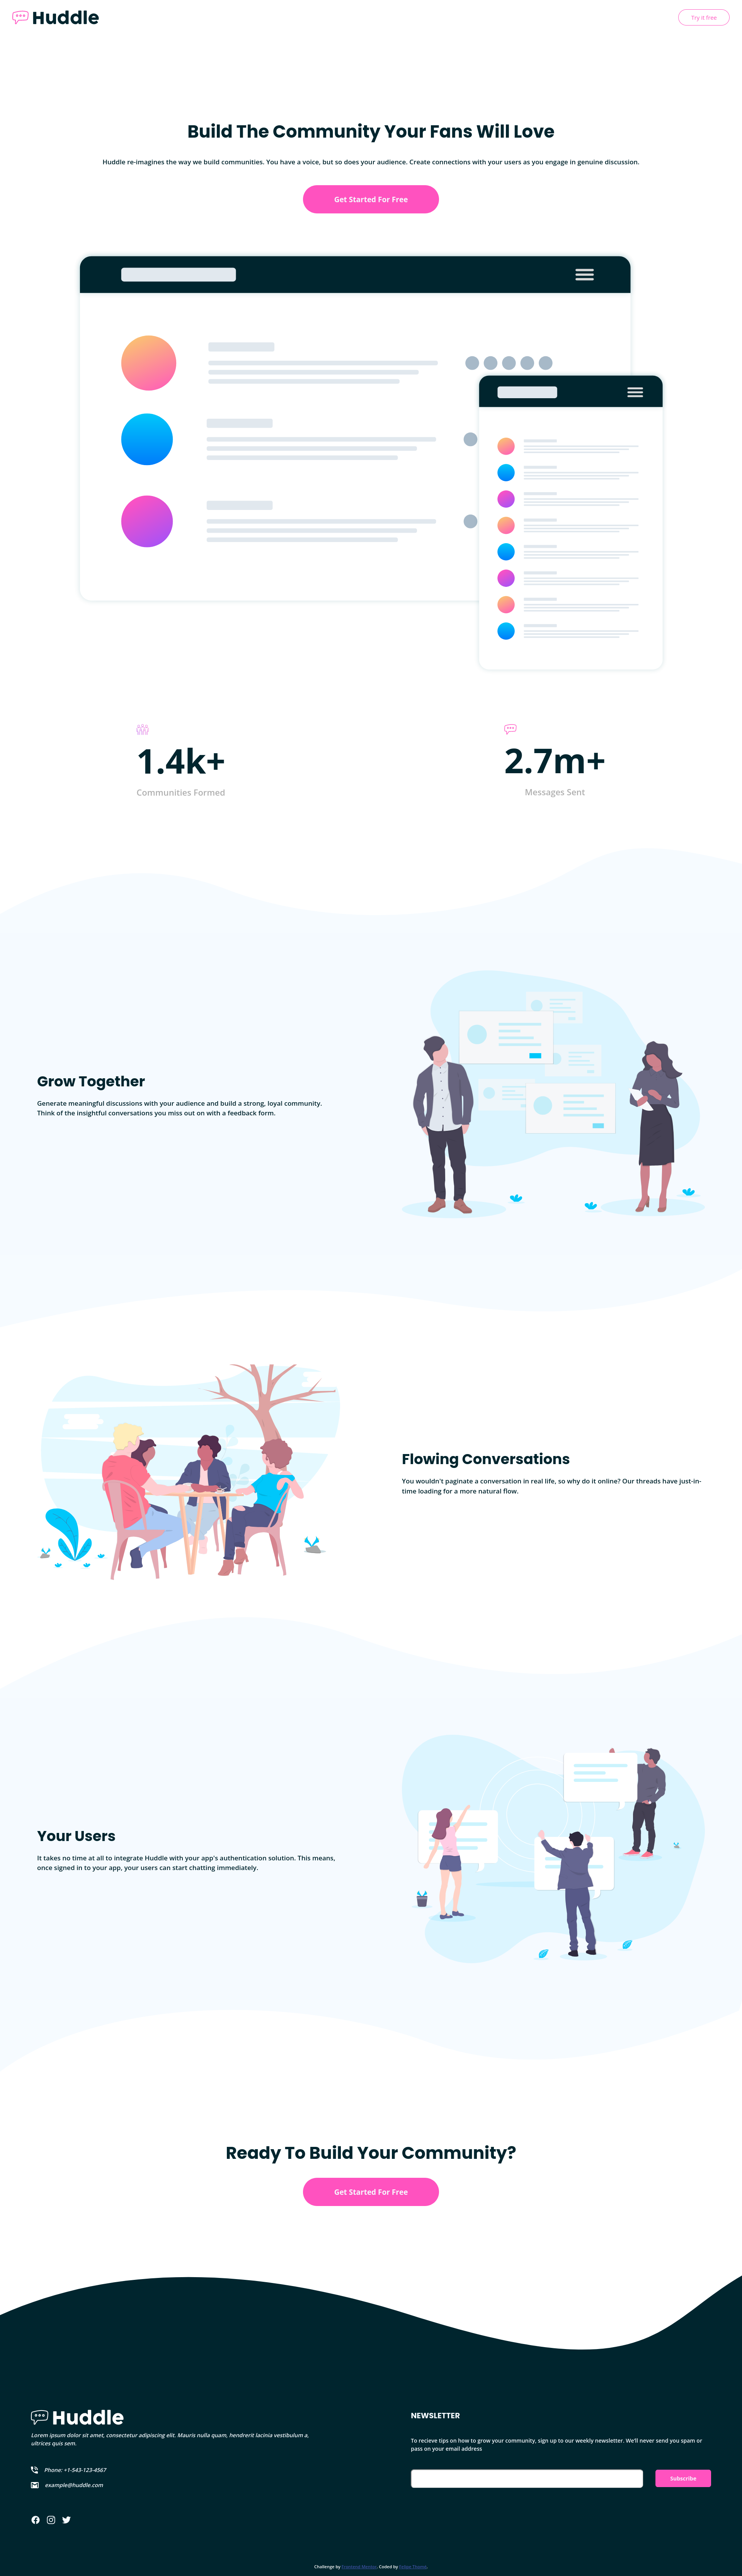 Huddle
Try it free
Build The Community Your Fans Will Love
Huddle re-imagines the way we build communities. You have a voice, but so does your audience. Create connections with your users as you engage in genuine discussion.
Get Started For Free
1.4k+
Communities Formed
2.7m+
Messages Sent
Grow Together
Generate meaningful discussions with your audience and build a strong, loyal community.
Think of the insightful conversations you miss out on with a feedback form.
Flowing Conversations
You wouldn't paginate a conversation in real life, so why do it online? Our threads have just-in-
time loading for a more natural flow.
Your Users
It takes no time at all to integrate Huddle with your app's authentication solution. This means,
once signed in to your app, your users can start chatting immediately.
Ready To Build Your Community?
Get Started For Free
Huddle
Lorem ipsum dolor sit amet, consectetur adipiscing elit. Mauris nulla quam, hendrerit lacinia vestibulum a,
ultrices quis sem.
Phone: +1-543-123-4567
example@huddle.com
NEWSLETTER
To recieve tips on how to grow your community, sign up to our weekly newsletter. We'll never send you spam or
pass on your email address
Subscribe
Challenge by Frontend Mentor. Coded by